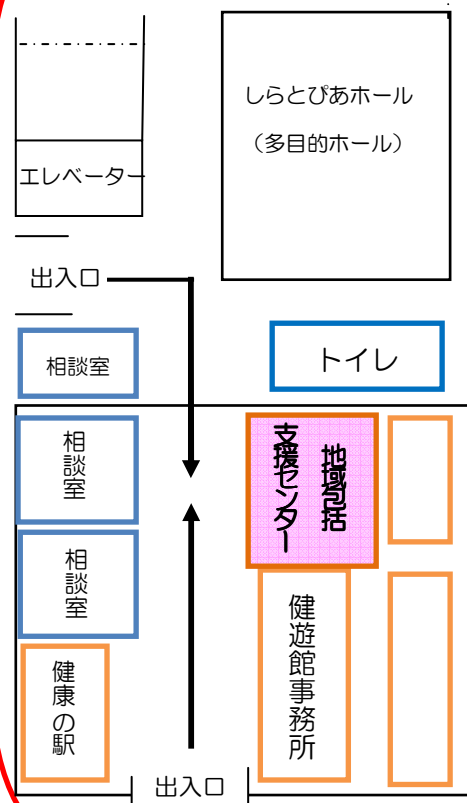 しらとぴあホール
（多目的ホール）
エレベーター
出入口
相談室
トイレ
相談室
地域包括
支援センター
相談室
健遊館事務所
健康の駅
出入口